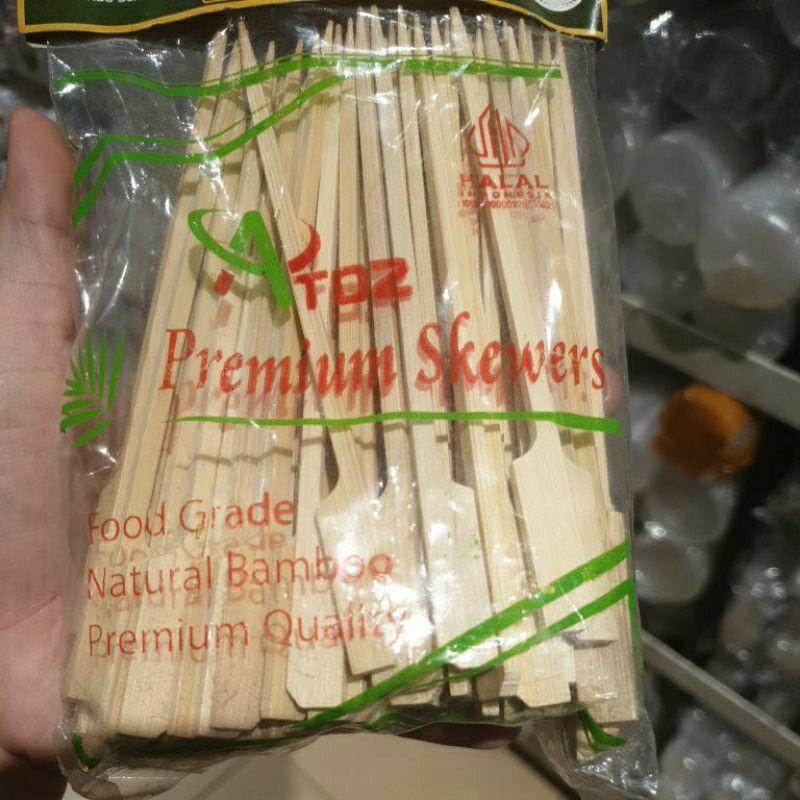 HALAL
INDONESIA
ATOZ
Premium Skewers
Food Grade
Natural Bamboo
Premium Quality